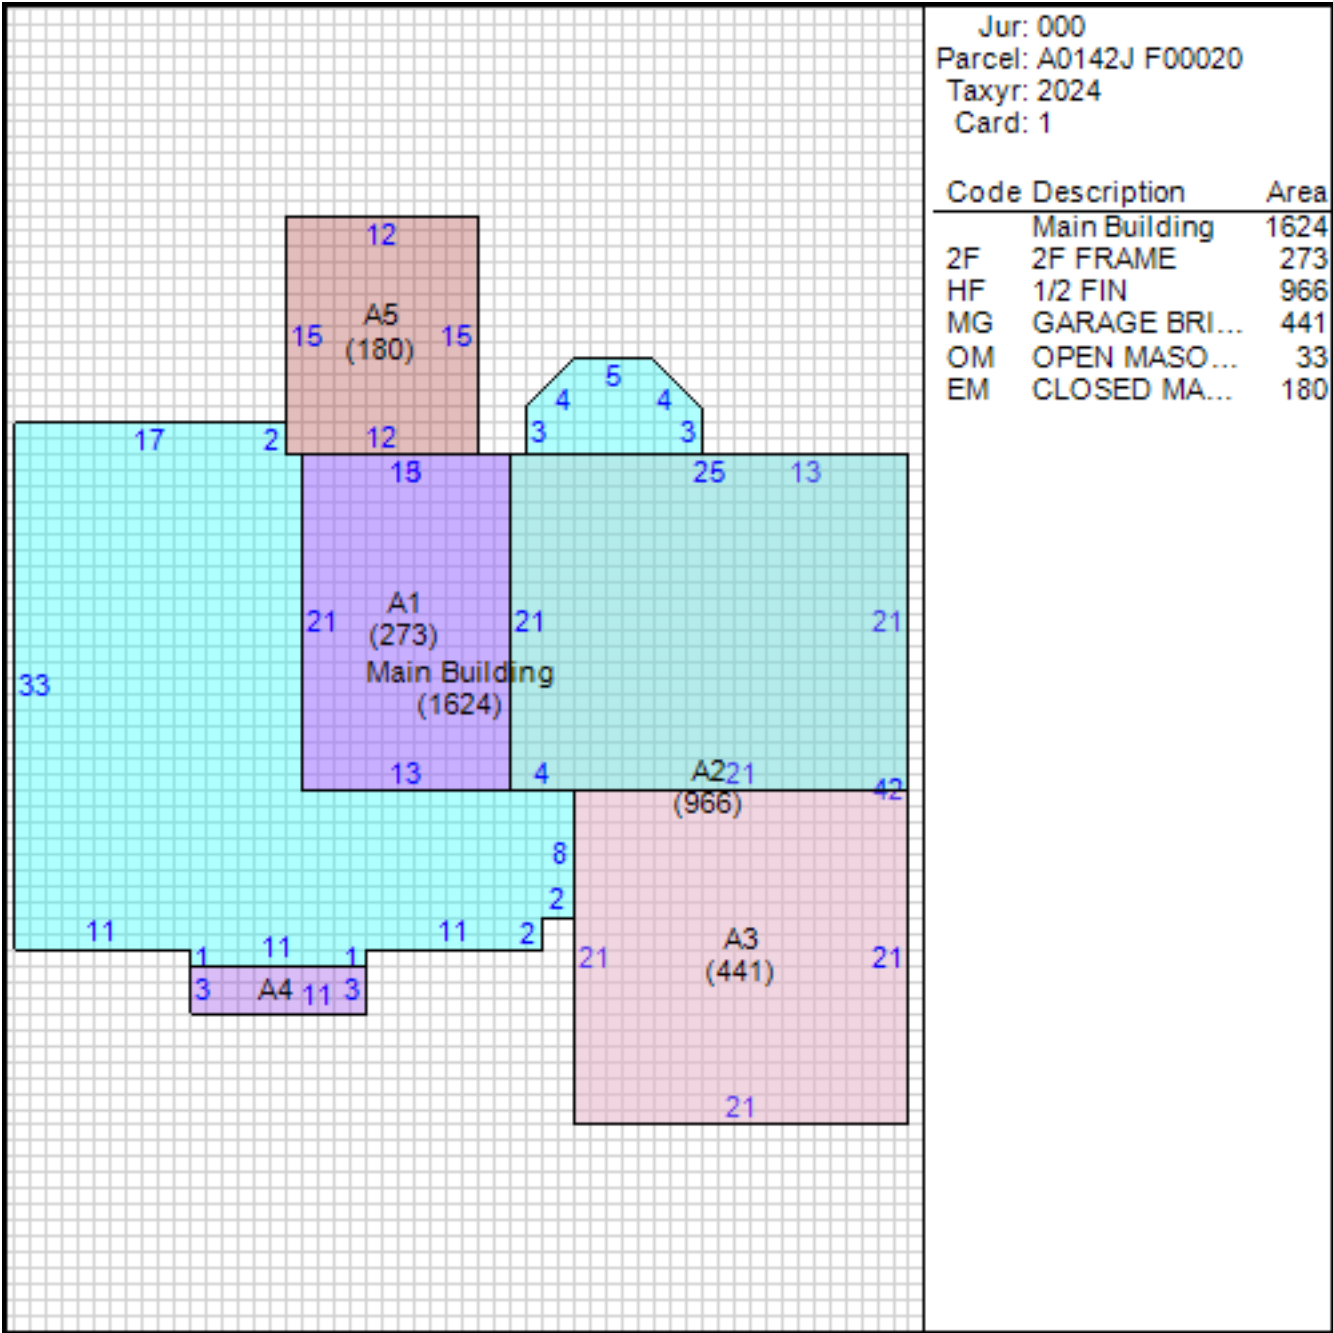 Jur: 000
Parcel: A0142J F00020
Taxyr: 2024
Card: 1
Code Description Area
Main Building 1624
2F 2F FRAME 273
HF 1/2 FIN 966
MG GARAGE BRI... 441
OM OPEN MASO... 33
EM CLOSED MA... 180
12
A5
15 15
(180)
5
4 4
3 3
17 2 12
25 13
A1
21 21 21
(273)
Main Building
33
(1624)
13 4 A2 21
42
(966)
8
2
11 11 11 2
1 1
A3
21 21
(441)
3 A4 11 3
21